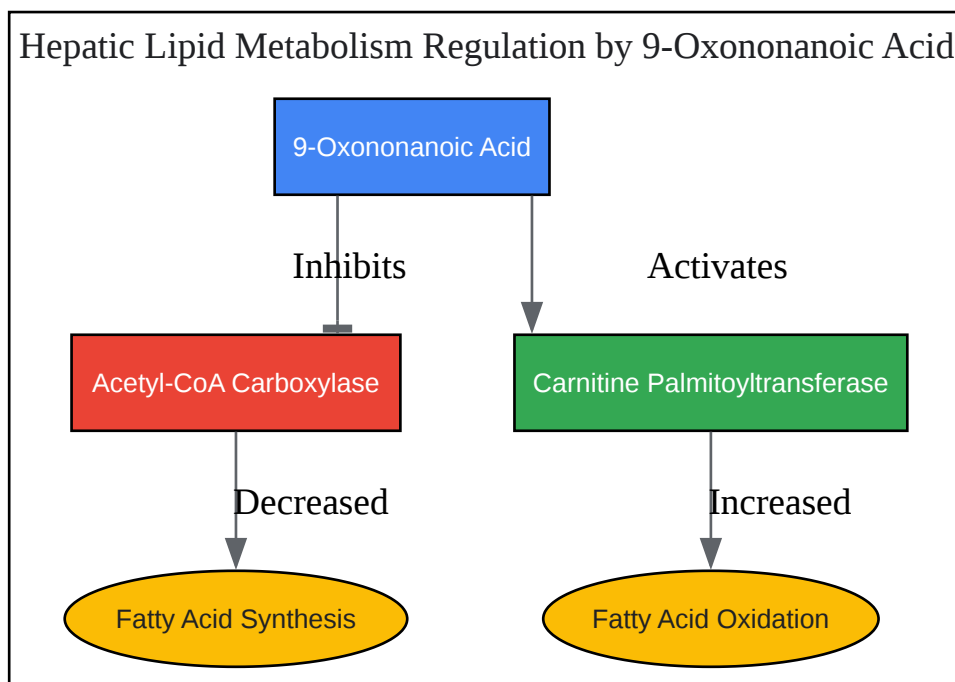 Hepatic Lipid Metabolism Regulation by 9-Oxononanoic Acid
9-Oxononanoic Acid
Inhibits
Activates
Acetyl-CoA Carboxylase
Carnitine Palmitoyltransferase
Decreased
Increased
Fatty Acid Synthesis
Fatty Acid Oxidation